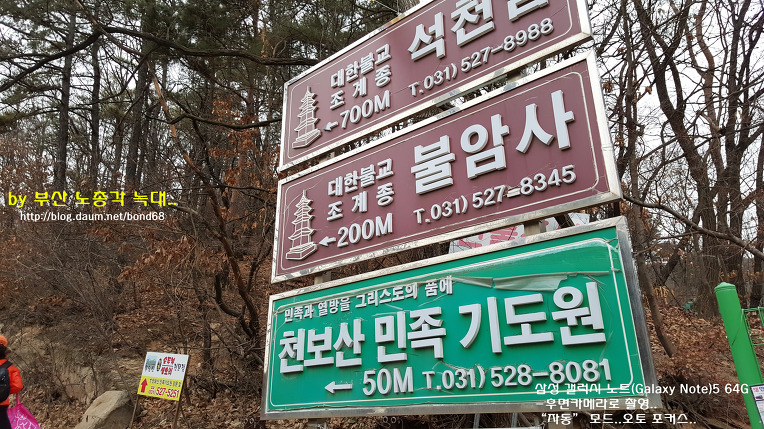 대한불교
조계종
석천암
←700M T.031)527-8988
대한불교
조계종
불암사
←200M T.031)527-8345
민족과 열방을 그리스도의 품에
천보산 민족 기도원
←50M T.031)528-8081
527-5251
by 부산 노총각 늑대..
http://blog.daum.net/bond68
삼성 갤럭시 노트(Galaxy Note)5 64G
-후면카메라로 촬영..
"자동" 모드..오토 포커스..